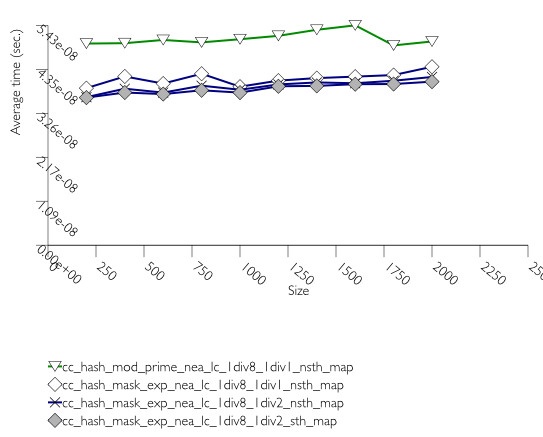 Average time (sec.)
5.43e-08
4.35e-08
3.26e-08
2.17e-08
1.09e-08
0.00e+00
0 250 500 750 1000 1250 1500 1750 2000 2250
Size
cc_hash_mod_prime_nea_lc_1div8_1div1_nsth_map
cc_hash_mask_exp_nea_lc_1div8_1div1_nsth_map
cc_hash_mask_exp_nea_lc_1div8_1div2_nsth_map
cc_hash_mask_exp_nea_lc_1div8_1div2_sth_map